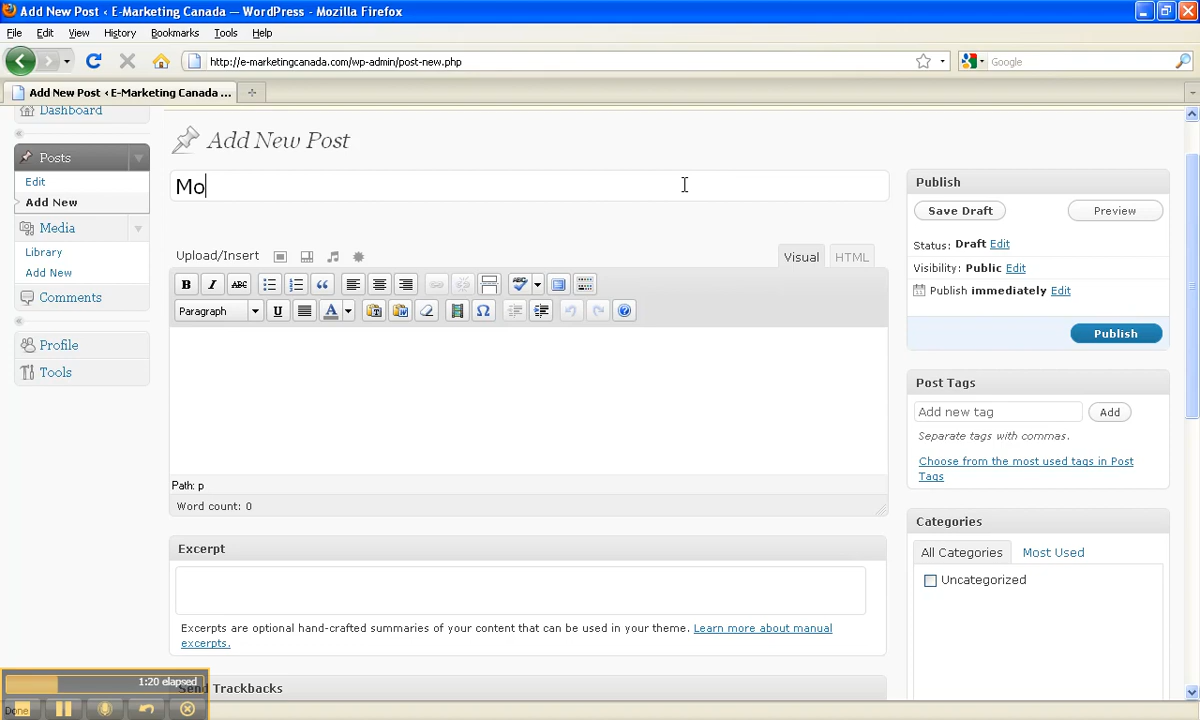 Add New Post ‹ E-Marketing Canada — WordPress - Mozilla Firefox
File Edit View History Bookmarks Tools Help
http://e-marketingcanada.com/wp-admin/post-new.php
Google
Add New Post ‹ E-Marketing Canada ...
Dashboard
Posts
Edit
Add New
Media
Library
Add New
Comments
Profile
Tools
Add New Post
Mo
Upload/Insert
Visual HTML
B I ABC
Paragraph U A
Path: p
Word count: 0
Excerpt
Excerpts are optional hand-crafted summaries of your content that can be used in your theme. Learn more about manual
excerpts.
Send Trackbacks
Publish
Save Draft Preview
Status: Draft Edit
Visibility: Public Edit
Publish immediately Edit
Publish
Post Tags
Add new tag Add
Separate tags with commas.
Choose from the most used tags in Post
Tags
Categories
All Categories Most Used
Uncategorized
1:20 elapsed
Done